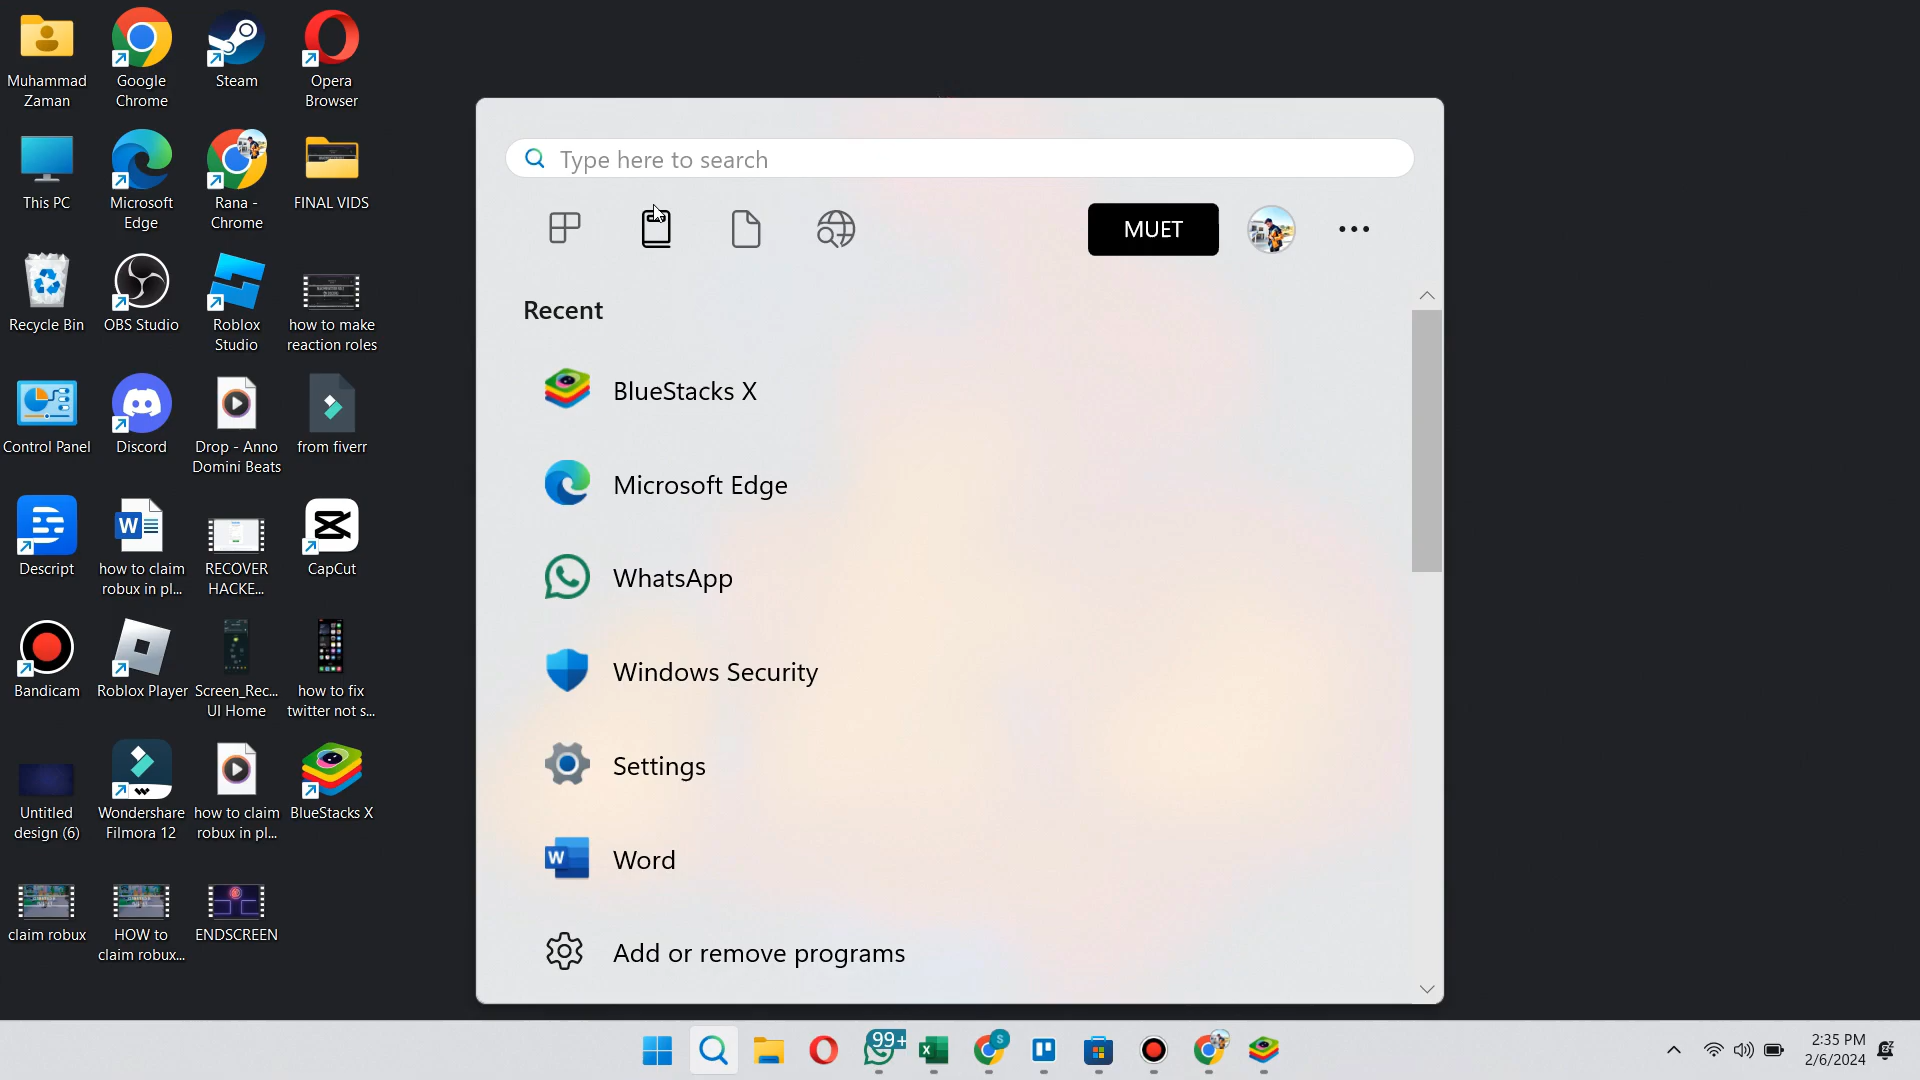 Muhammad
Zaman
Google
Chrome
Steam
Opera
Browser
This PC
Microsoft
Edge
Rana -
Chrome
FINAL VIDS
Recycle Bin
OBS Studio
Roblox
Studio
how to make
reaction roles
Control Panel
Discord
Drop - Anno
Domini Beats
from fiverr
Descript
how to claim
robux in pl...
RECOVER
HACKE...
CapCut
Bandicam
Roblox Player
Screen_Rec...
UI Home
how to fix
twitter not s...
Untitled
design (6)
Wondershare
Filmora 12
how to claim
robux in pl...
BlueStacks X
claim robux
HOW to
claim robux...
ENDSCREEN
Type here to search
MUET
Recent
BlueStacks X
Microsoft Edge
WhatsApp
Windows Security
Settings
Word
Add or remove programs
99+
S
2:35 PM
2/6/2024